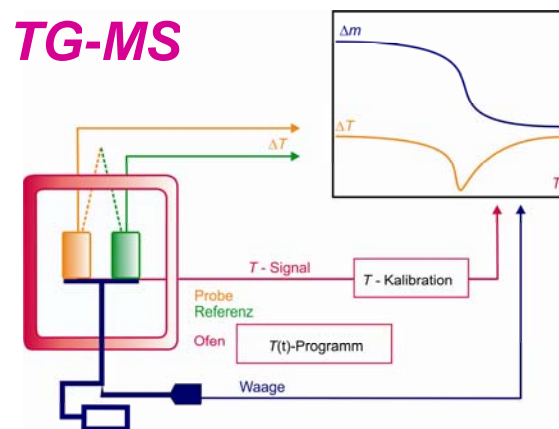 TG-MS
Δm
ΔT
T
ΔT
T - Signal
T - Kalibration
Probe
Referenz
Ofen
T(t)-Programm
Waage